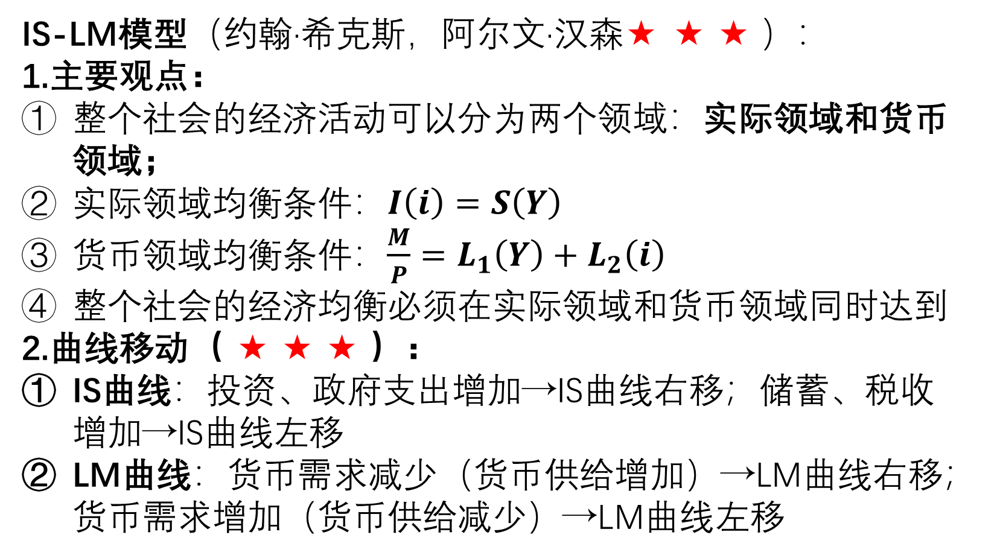 IS-LM模型（约翰·希克斯，阿尔文·汉森★ ★ ★ ）：
1.主要观点：
① 整个社会的经济活动可以分为两个领域：实际领域和货币
领域；
② 实际领域均衡条件：I(i) = S(Y)
③ 货币领域均衡条件：M/P = L₁(Y) + L₂(i)
④ 整个社会的经济均衡必须在实际领域和货币领域同时达到
2.曲线移动（ ★ ★ ★ ）：
① IS曲线：投资、政府支出增加→IS曲线右移；储蓄、税收
增加→IS曲线左移
② LM曲线：货币需求减少（货币供给增加）→LM曲线右移；
货币需求增加（货币供给减少）→LM曲线左移